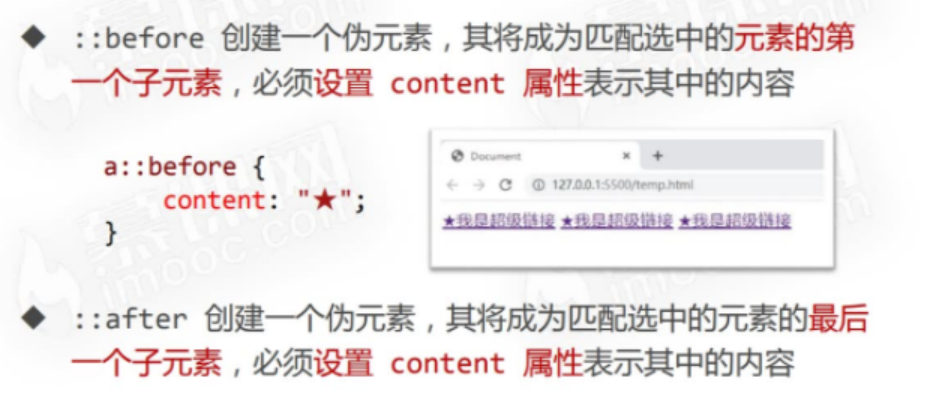 ◆ ::before 创建一个伪元素，其将成为匹配选中的元素的第
一个子元素，必须设置 content 属性表示其中的内容
a::before {
content: "★";
}
Document × +
127.0.0.1:5500/temp.html
★我是超级链接 ★我是超级链接 ★我是超级链接
◆ ::after 创建一个伪元素，其将成为匹配选中的元素的最后
一个子元素，必须设置 content 属性表示其中的内容
慕课网
imooc.com